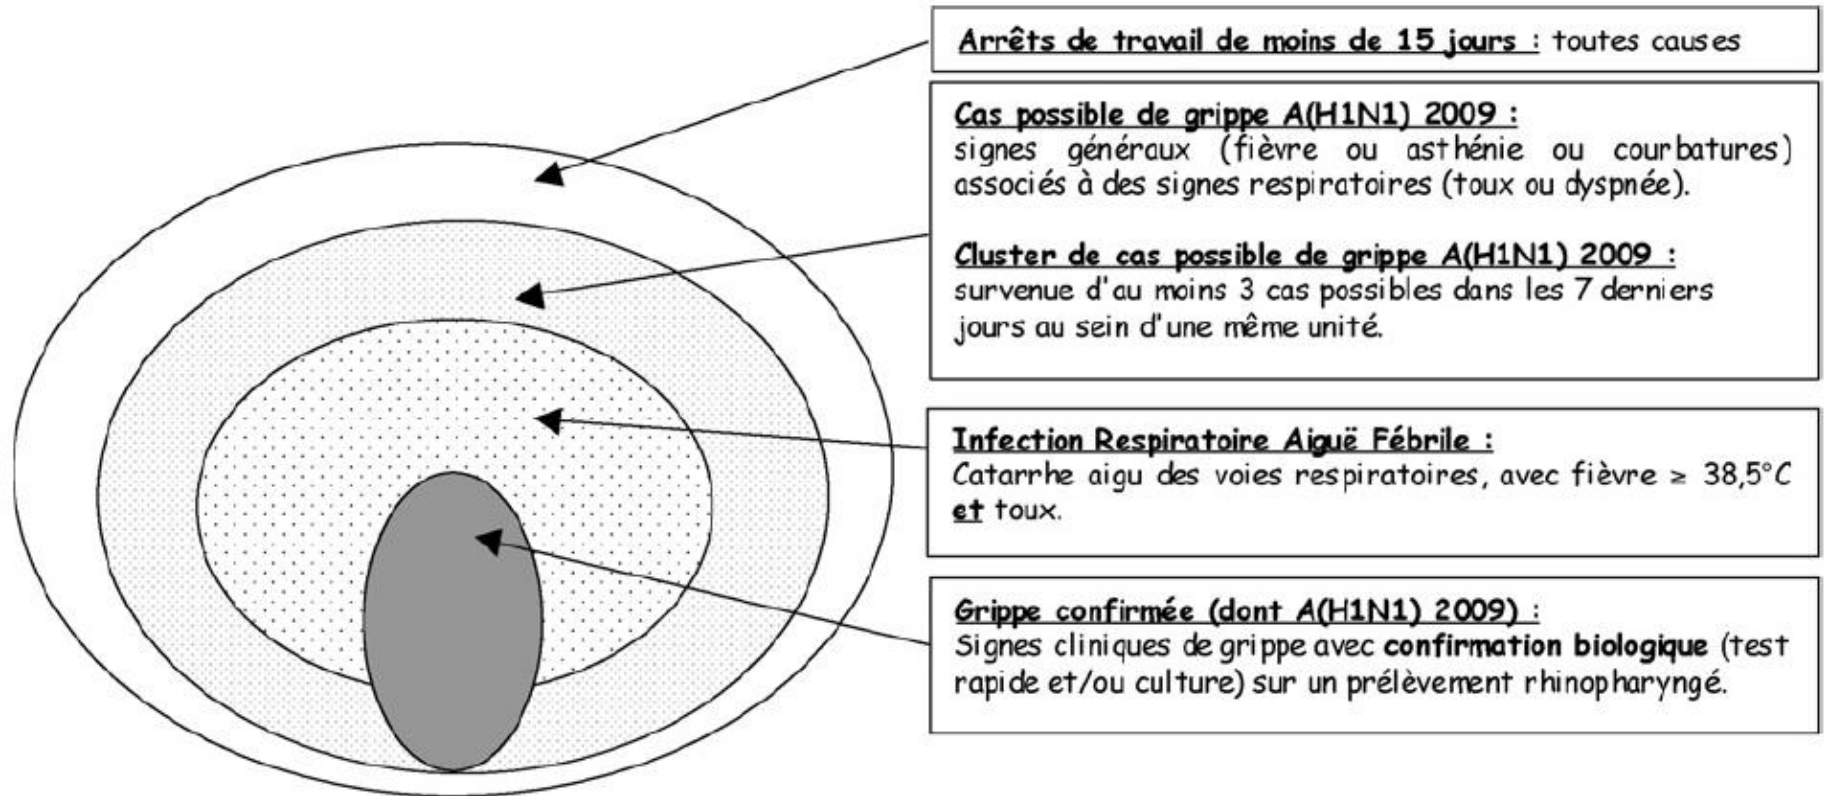 Arrêts de travail de moins de 15 jours : toutes causes
Cas possible de grippe A(H1N1) 2009 :
signes généraux (fièvre ou asthénie ou courbatures)
associés à des signes respiratoires (toux ou dyspnée).
Cluster de cas possible de grippe A(H1N1) 2009 :
survenue d'au moins 3 cas possibles dans les 7 derniers
jours au sein d'une même unité.
Infection Respiratoire Aiguë Fébrile :
Catarrhe aigu des voies respiratoires, avec fièvre ≥ 38,5°C
et toux.
Grippe confirmée (dont A(H1N1) 2009) :
Signes cliniques de grippe avec confirmation biologique (test
rapide et/ou culture) sur un prélèvement rhinopharyngé.